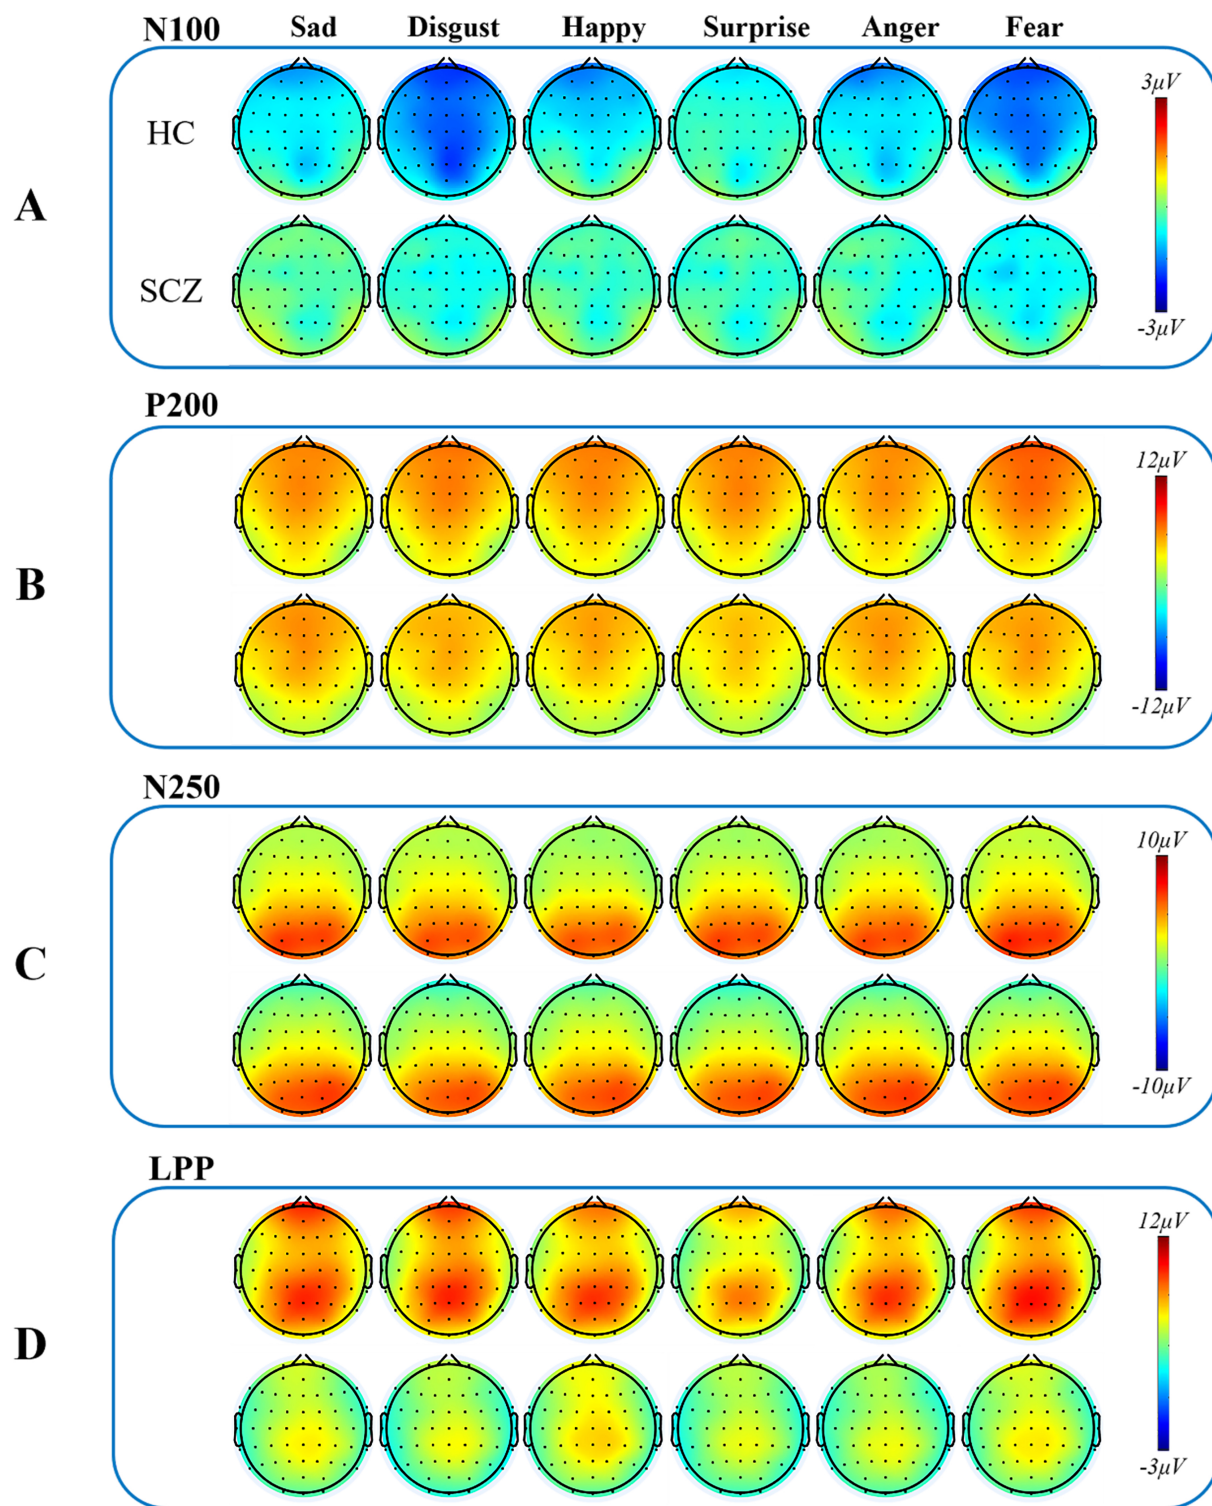 N100 Sad Disgust Happy Surprise Anger Fear
3μV
HC
A
SCZ
-3μV
P200
12μV
B
-12μV
N250
10μV
C
-10μV
LPP
12μV
D
-3μV